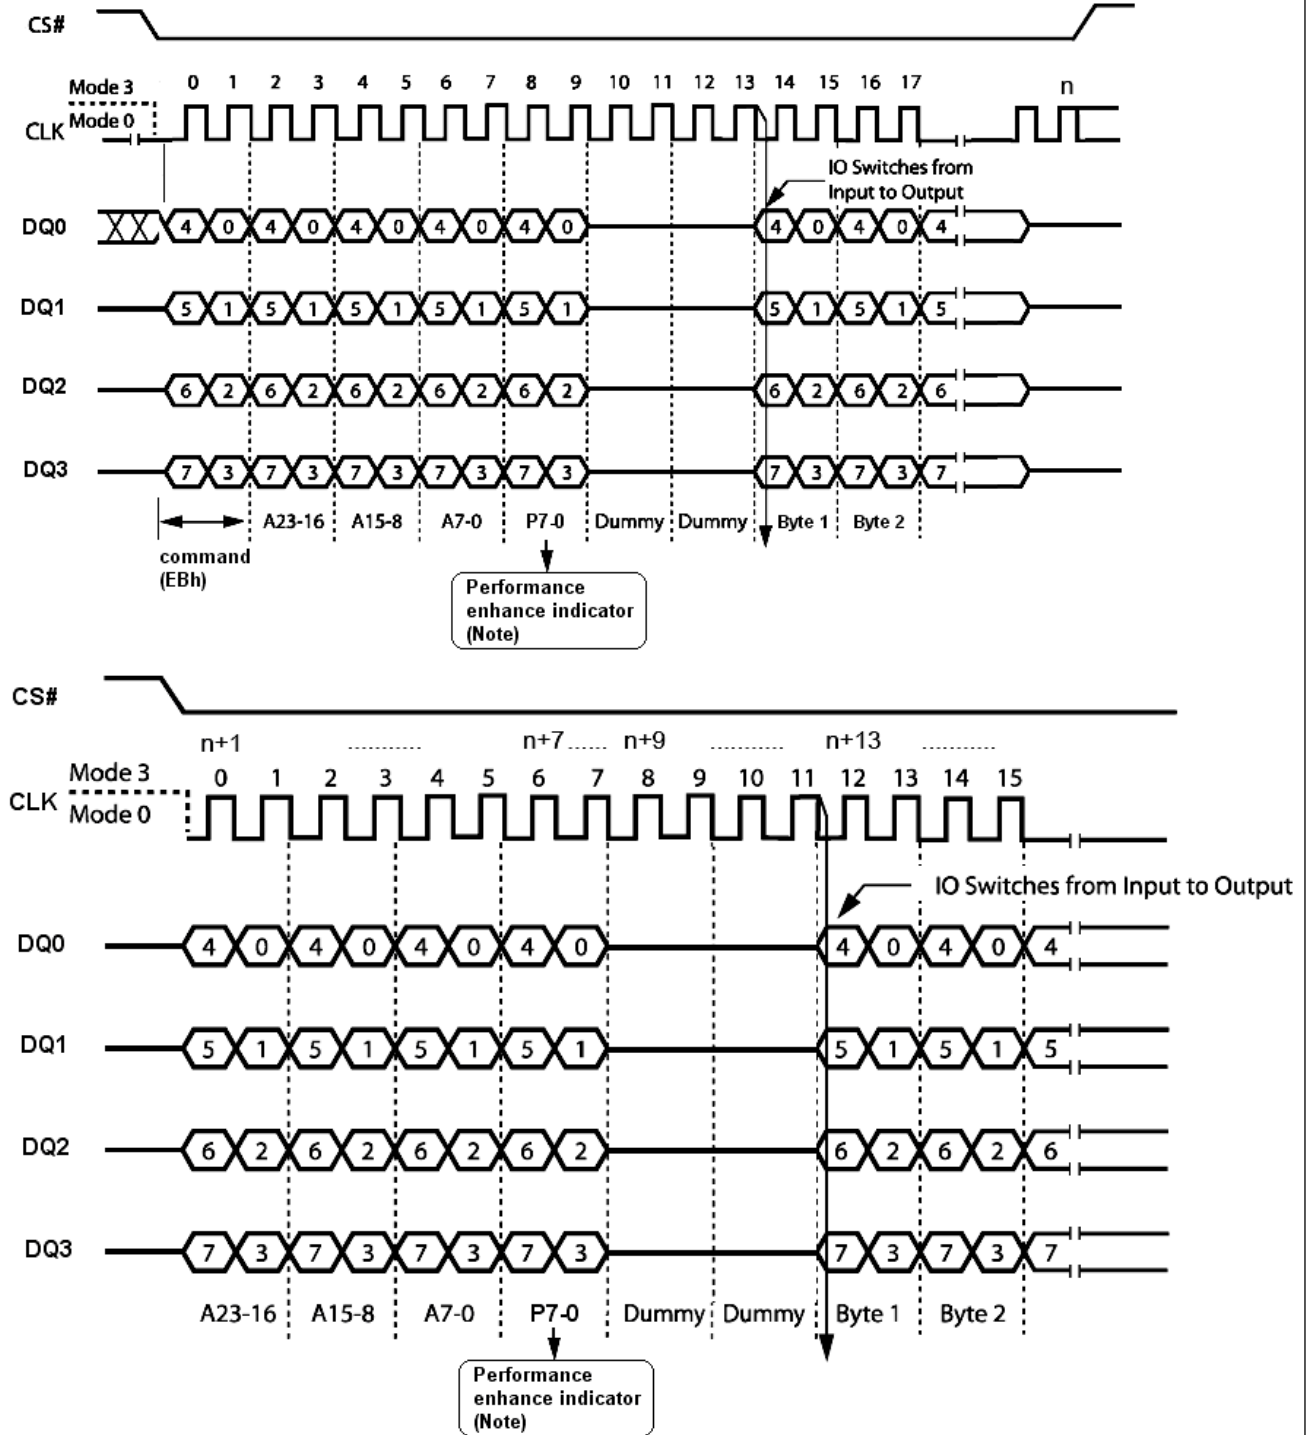 CS#
0 1 2 3 4 5 6 7 8 9 10 11 12 13 14 15 16 17 n
Mode 3
Mode 0
CLK
IO Switches from
Input to Output
DQ0 4 0 4 0 4 0 4 0 4 0 4 0 4 0 4
DQ1 5 1 5 1 5 1 5 1 5 1 5 1 5 1 5
DQ2 6 2 6 2 6 2 6 2 6 2 6 2 6 2 6
DQ3 7 3 7 3 7 3 7 3 7 3 7 3 7 3 7
A23-16 A15-8 A7-0 P7-0 Dummy Dummy Byte 1 Byte 2
command
(EBh)
Performance
enhance indicator
(Note)
CS#
n+1 .......... n+7 ...... n+9 .......... n+13 ..........
Mode 3 0 1 2 3 4 5 6 7 8 9 10 11 12 13 14 15
CLK
Mode 0
IO Switches from Input to Output
DQ0 4 0 4 0 4 0 4 0 4 0 4 0 4
DQ1 5 1 5 1 5 1 5 1 5 1 5 1 5
DQ2 6 2 6 2 6 2 6 2 6 2 6 2 6
DQ3 7 3 7 3 7 3 7 3 7 3 7 3 7
A23-16 A15-8 A7-0 P7-0 Dummy Dummy Byte 1 Byte 2
Performance
enhance indicator
(Note)